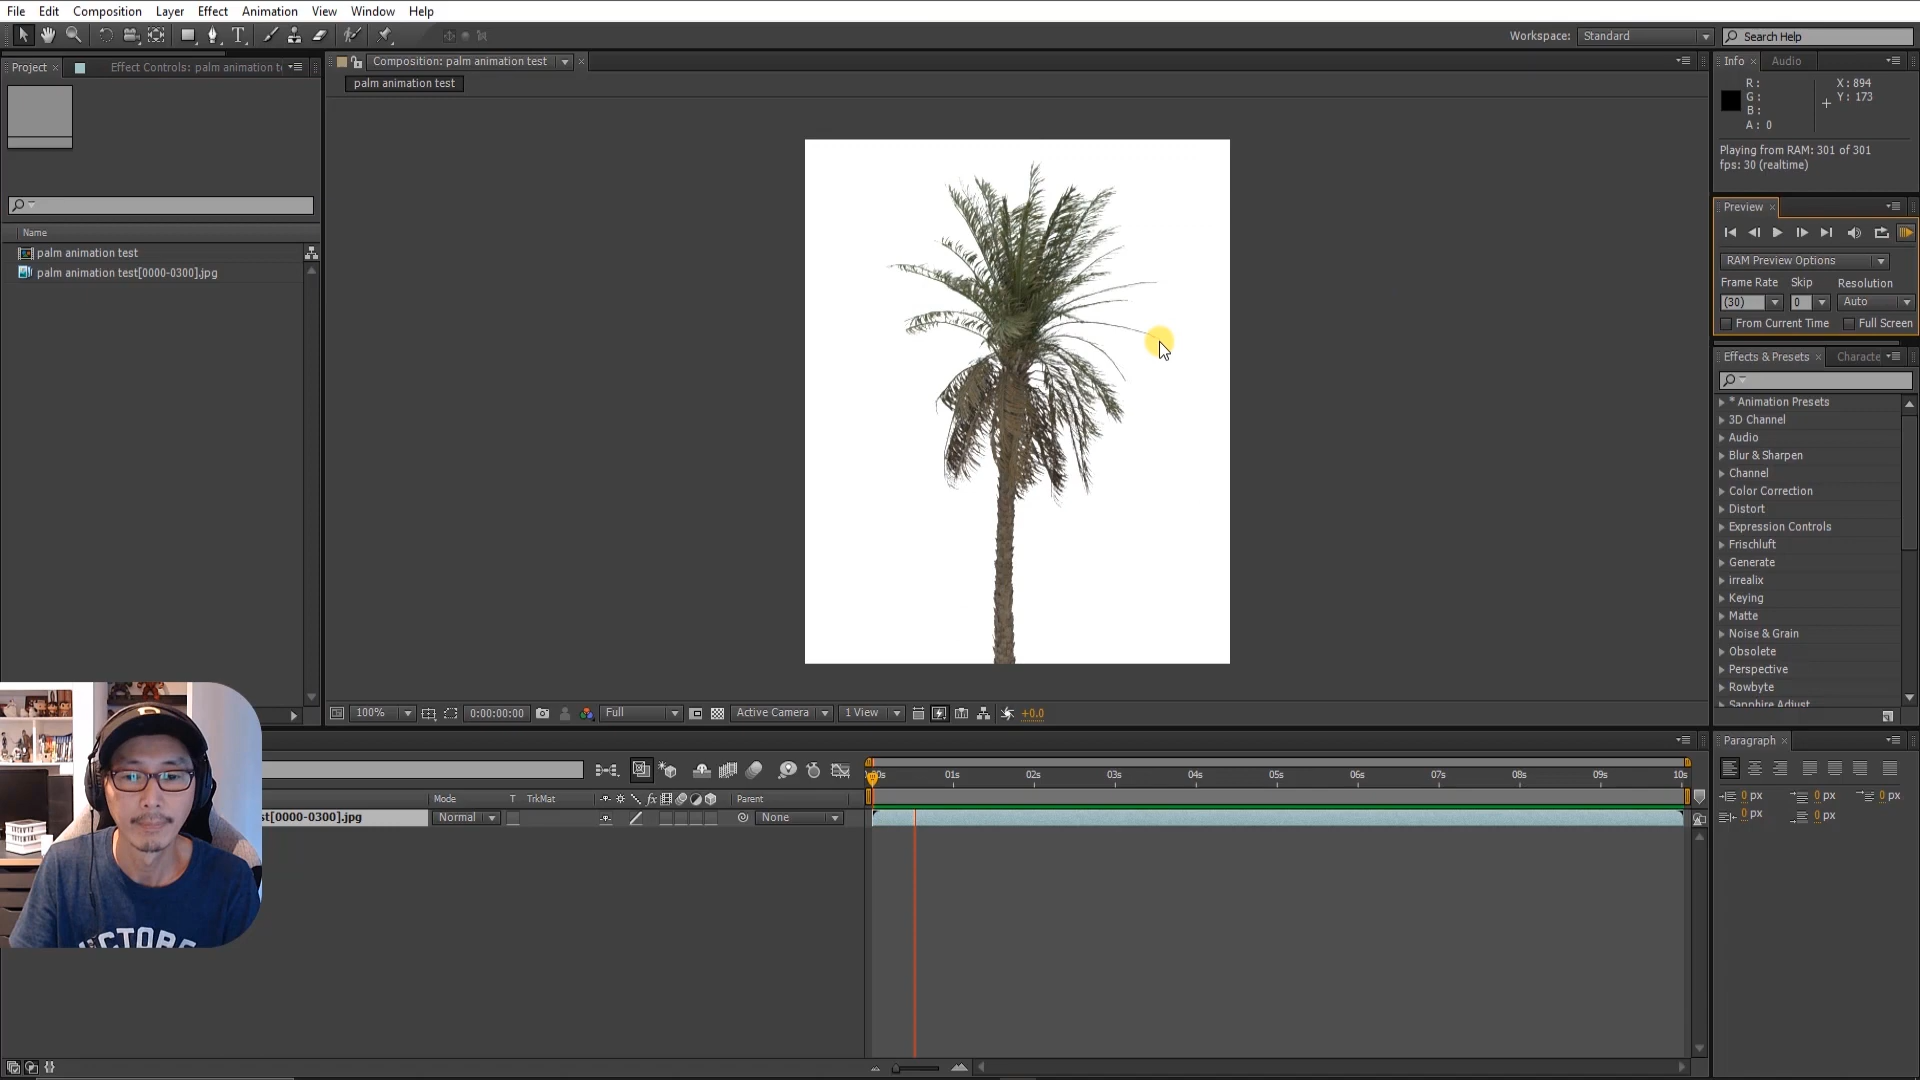 File Edit Composition Layer Effect Animation View Window Help
Workspace: Standard Search Help
Project × Effect Controls: palm animation t
Composition: palm animation test ×
palm animation test
Info × Audio
R :
G :
B :
A : 0
X : 894
Y : 173
Playing from RAM: 301 of 301
fps: 30 (realtime)
Preview ×
RAM Preview Options
Frame Rate Skip Resolution
(30) 0 Auto
From Current Time Full Screen
Name
palm animation test
palm animation test[0000-0300].jpg
Effects & Presets × Characte
* Animation Presets
3D Channel
Audio
Blur & Sharpen
Channel
Color Correction
Distort
Expression Controls
Frischluft
Generate
irrealix
Keying
Matte
Noise & Grain
Obsolete
Perspective
Rowbyte
Sapphire Adjust
100% 0:00:00:00 Full Active Camera 1 View +0.0
01s 02s 03s 04s 05s 06s 07s 08s 09s 10s
Mode T TrkMat fx Parent
st[0000-0300].jpg Normal None
Paragraph ×
0 px 0 px 0 px
0 px 0 px